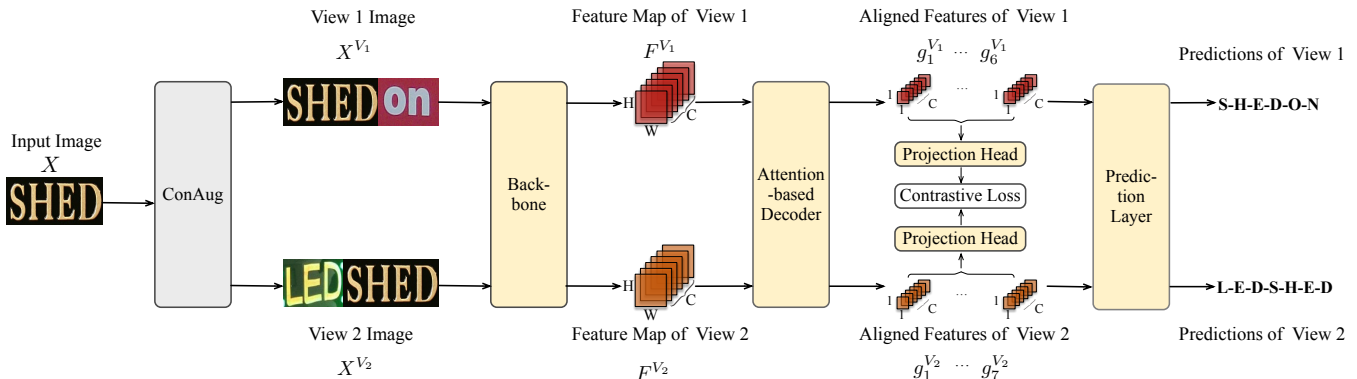 View 1 Image
X^{V_1}
Feature Map of View 1
F^{V_1}
Aligned Features of View 1
g_1^{V_1} ... g_6^{V_1}
Predictions of View 1
SHED on
H
W
C
1
1
C
...
1
1
C
S-H-E-D-O-N
Input Image
X
SHED
ConAug
Back-
bone
Attention
-based
Decoder
Projection Head
Contrastive Loss
Projection Head
Predic-
tion
Layer
LED SHED
H
W
C
1
1
C
...
1
1
C
L-E-D-S-H-E-D
View 2 Image
X^{V_2}
Feature Map of View 2
F^{V_2}
Aligned Features of View 2
g_1^{V_2} ... g_7^{V_2}
Predictions of View 2